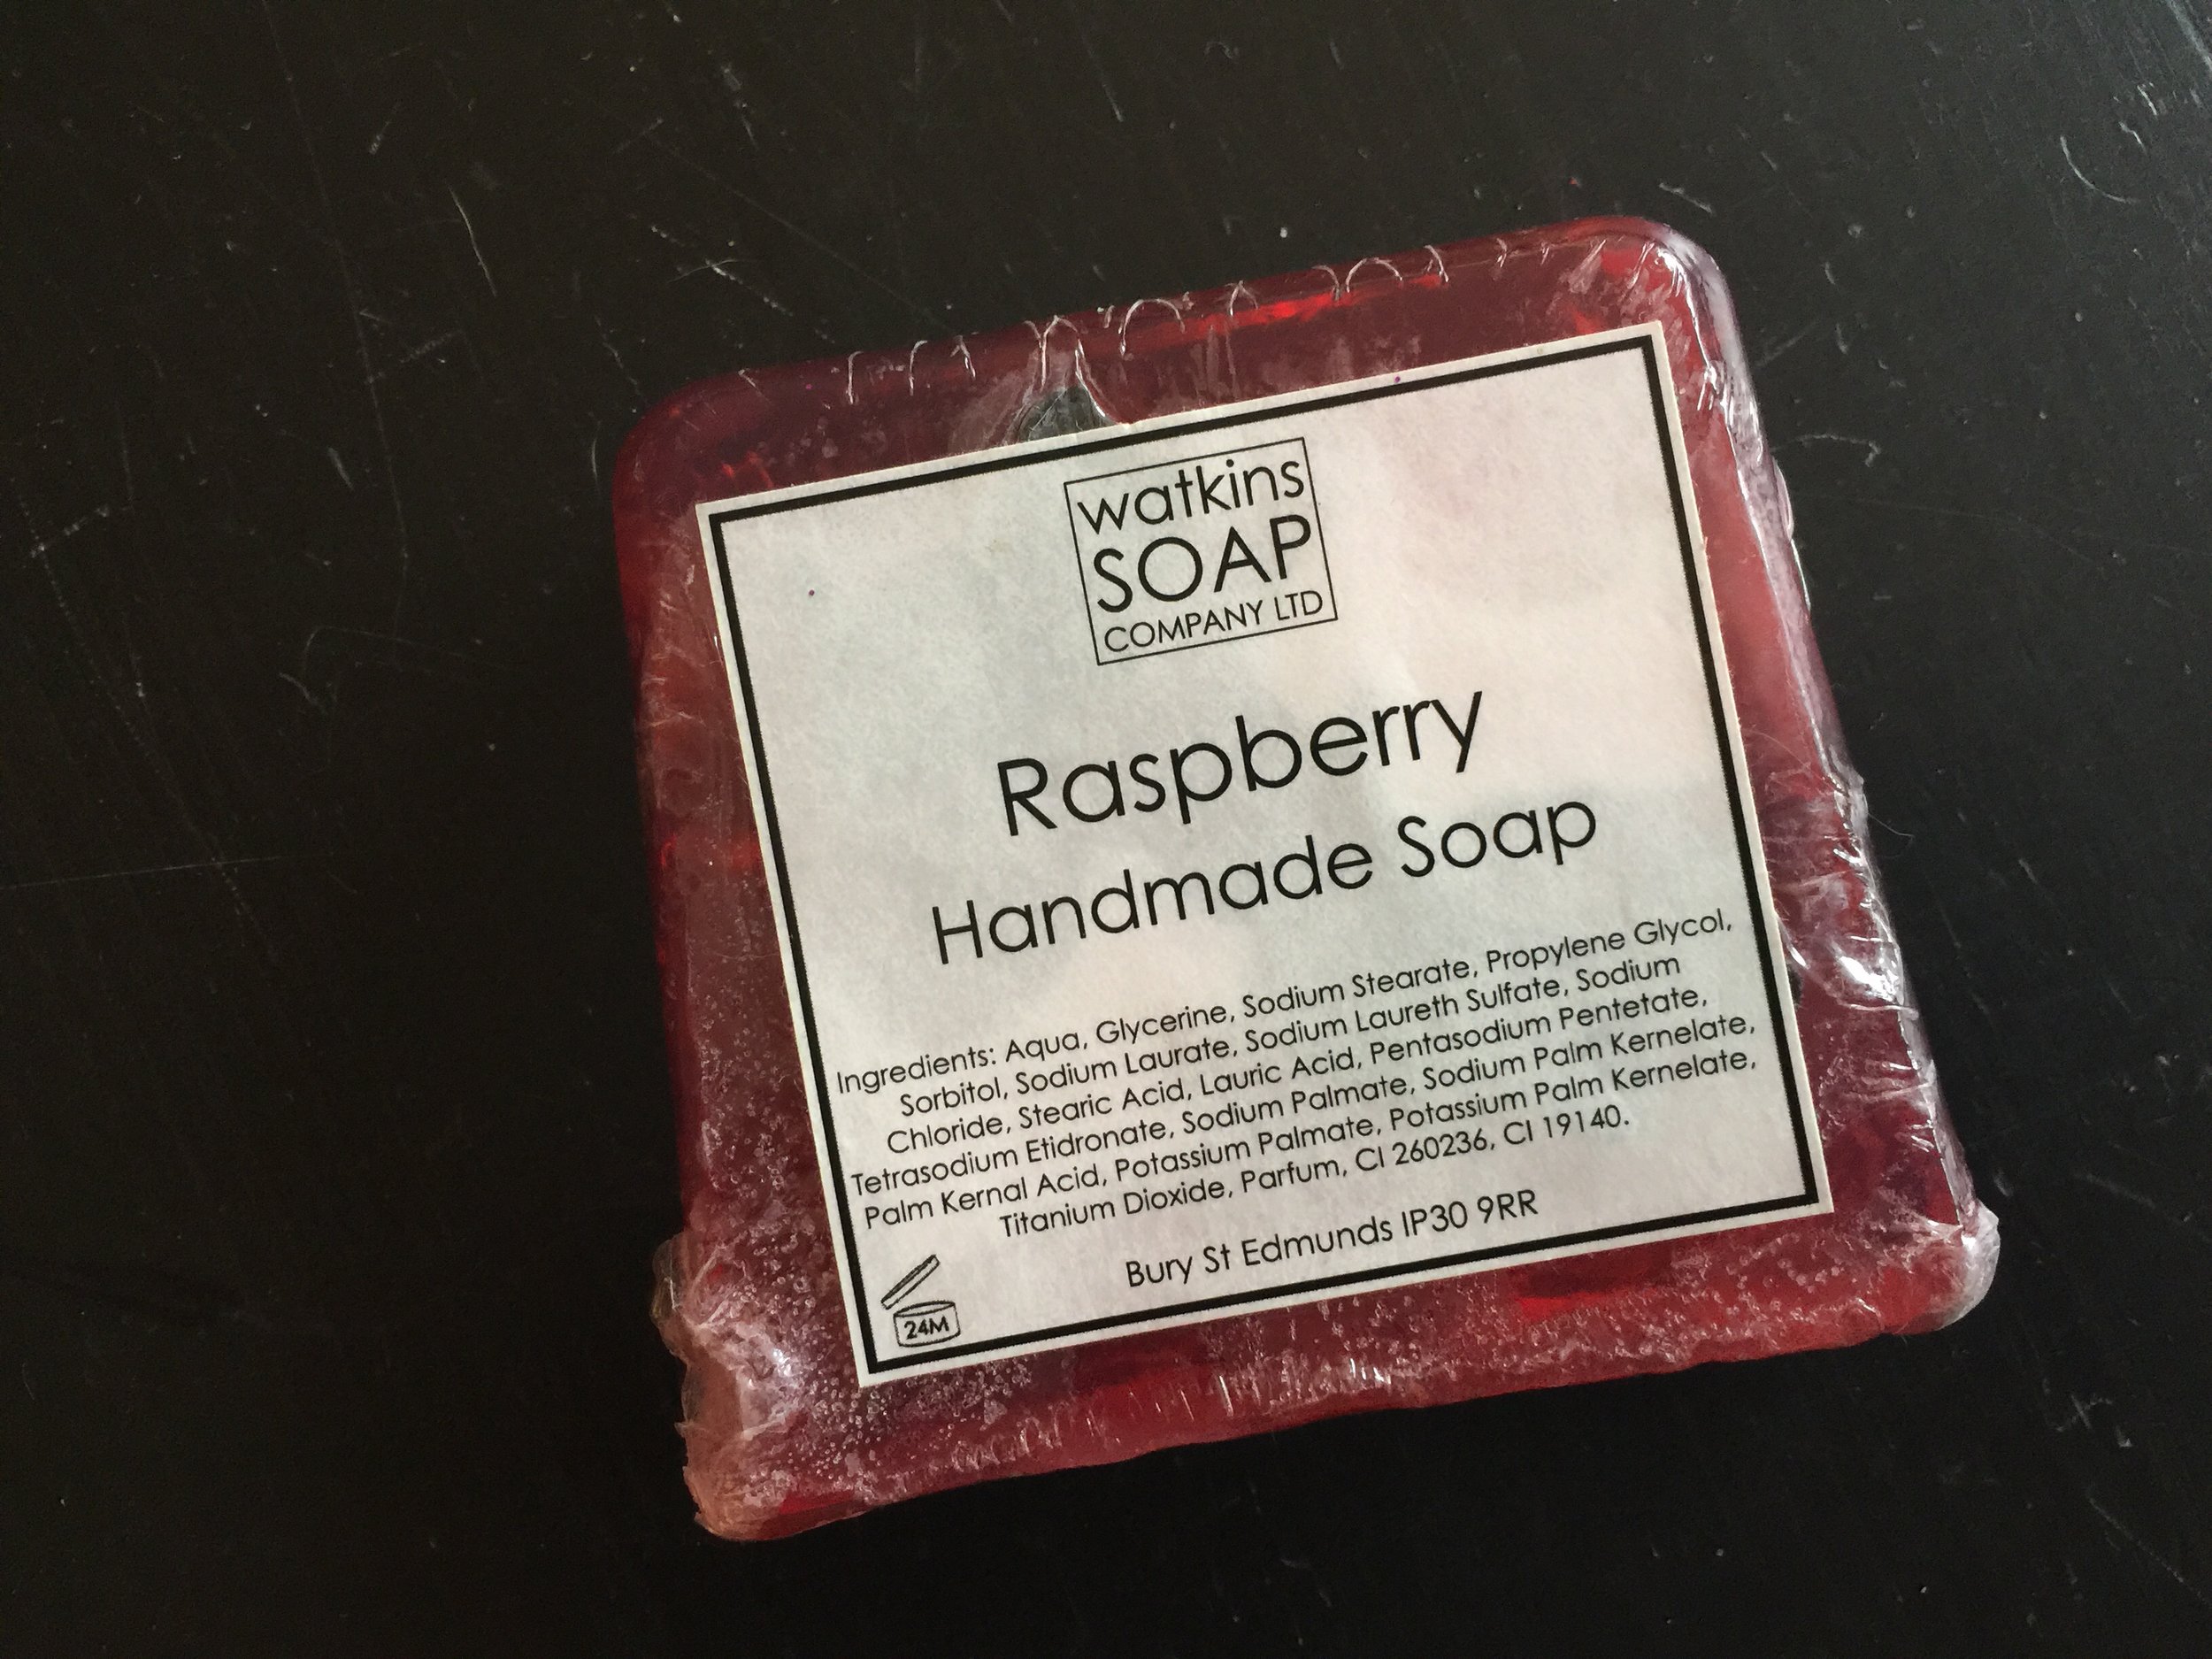 watkins
SOAP
COMPANY LTD
Raspberry
Handmade Soap
Ingredients: Aqua, Glycerine, Sodium Stearate, Propylene Glycol,
Sorbitol, Sodium Laurate, Sodium Laureth Sulfate, Sodium
Chloride, Stearic Acid, Lauric Acid, Pentasodium Pentetate,
Tetrasodium Etidronate, Sodium Palmate, Sodium Palm Kernelate,
Palm Kernal Acid, Potassium Palmate, Potassium Palm Kernelate,
Titanium Dioxide, Parfum, CI 260236, CI 19140.
Bury St Edmunds IP30 9RR
24M